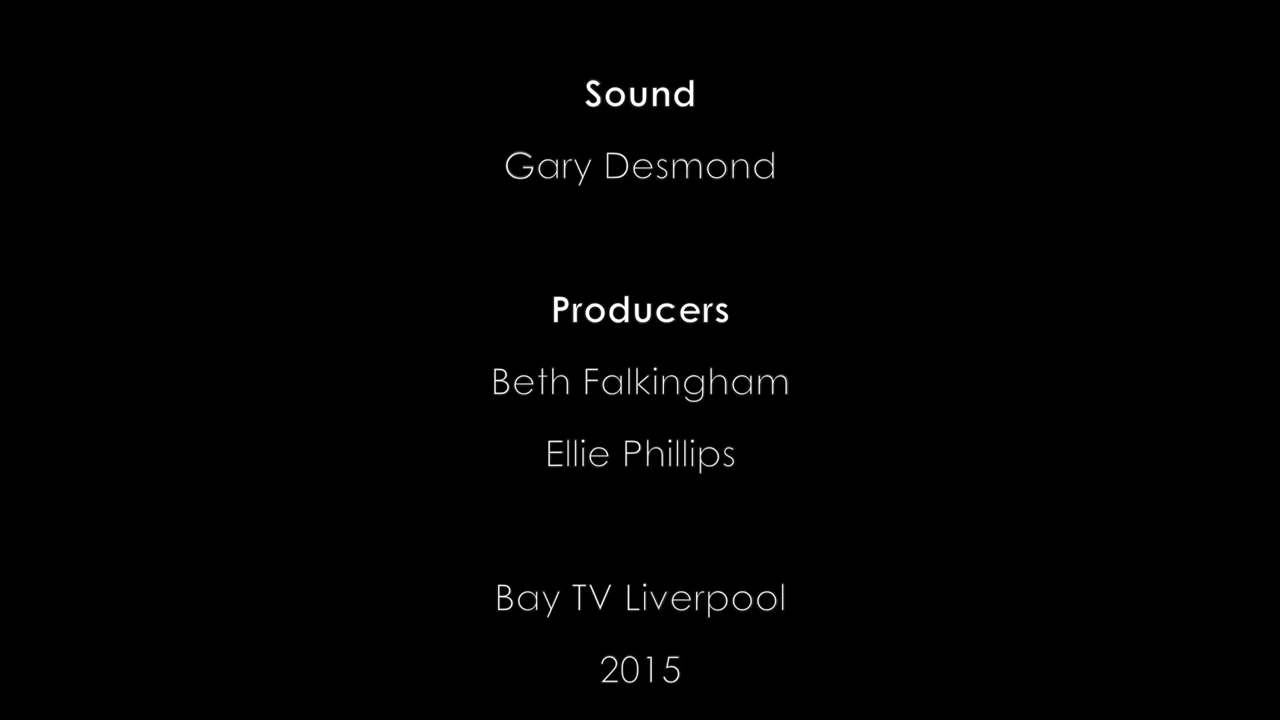 Sound
Gary Desmond
Producers
Beth Falkingham
Ellie Phillips
Bay TV Liverpool
2015